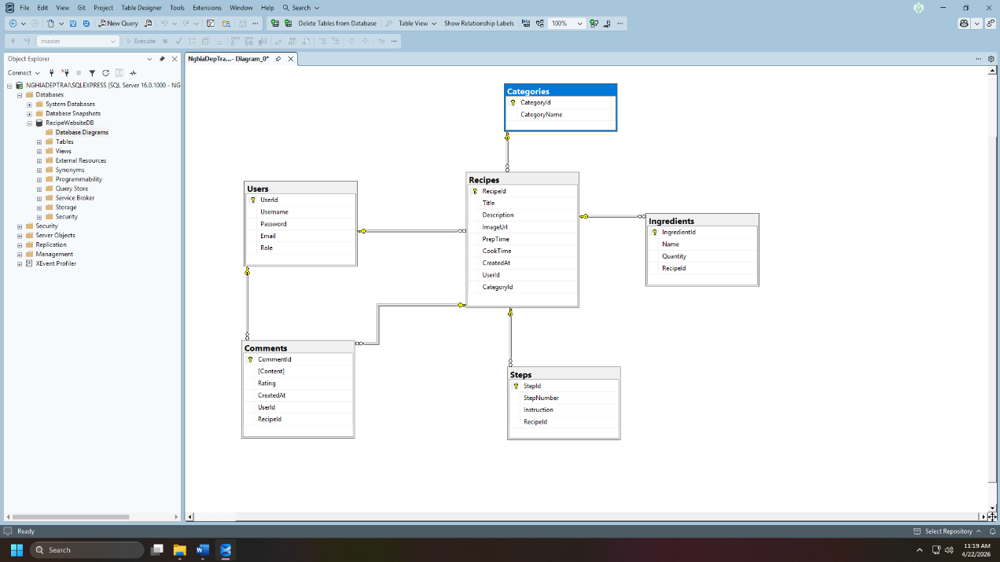 File Edit View Git Project Table Designer Tools Extensions Window Help Search
New Query Delete Tables from Database Table View Show Relationship Labels 100%
master Execute
Object Explorer
NghiaDepTra...- Diagram_0*
Connect
NGHIADEPTRAI\SQLEXPRESS (SQL Server 16.0.1000 - NG
Databases
System Databases
Database Snapshots
RecipeWebsiteDB
Database Diagrams
Tables
Views
External Resources
Synonyms
Programmability
Query Store
Service Broker
Storage
Security
Security
Server Objects
Replication
Management
XEvent Profiler
Categories
CategoryId
CategoryName
Recipes
RecipeId
Title
Description
ImageUrl
PrepTime
CookTime
CreatedAt
UserId
CategoryId
Users
UserId
Username
Password
Email
Role
Ingredients
IngredientId
Name
Quantity
RecipeId
Comments
CommentId
[Content]
Rating
CreatedAt
UserId
RecipeId
Steps
StepId
StepNumber
Instruction
RecipeId
Ready
Select Repository
Search
11:19 AM
4/22/2026